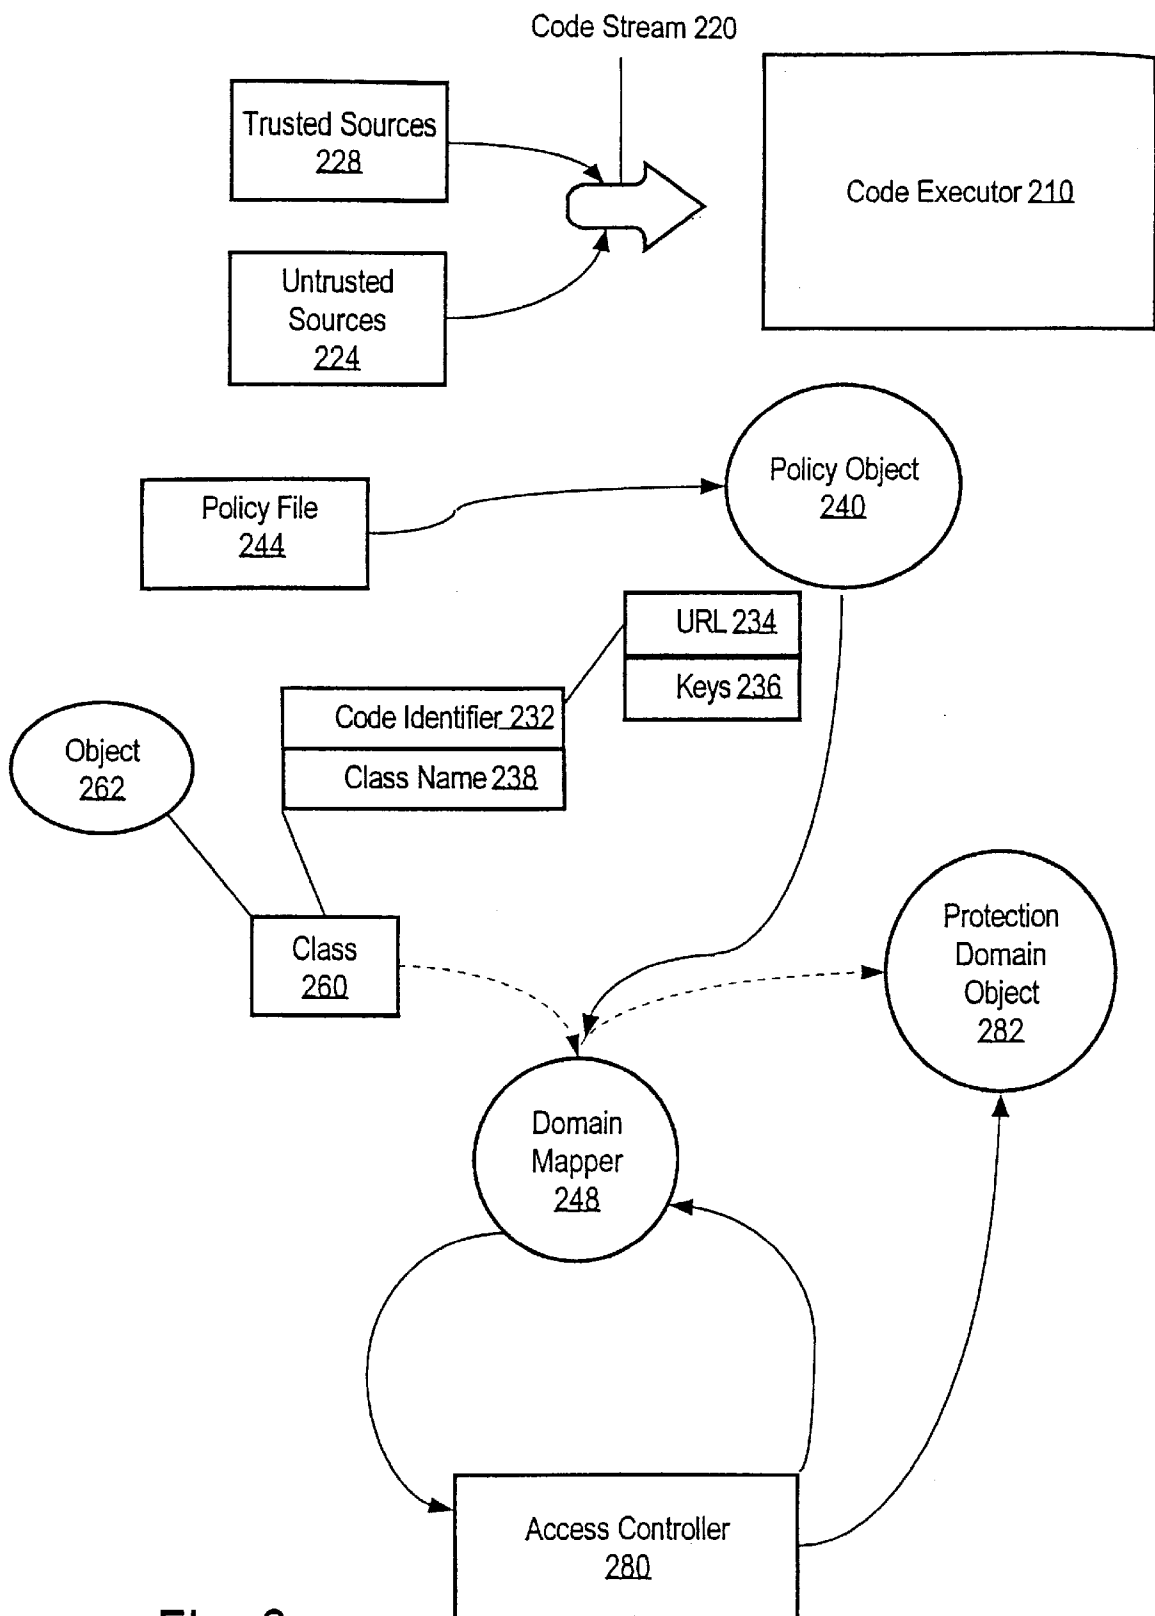 Code Stream 220
Trusted Sources
228
Code Executor 210
Untrusted
Sources
224
Policy Object
240
Policy File
244
URL 234
Keys 236
Code Identifier 232
Class Name 238
Object
262
Class
260
Protection
Domain
Object
282
Domain
Mapper
248
Access Controller
280